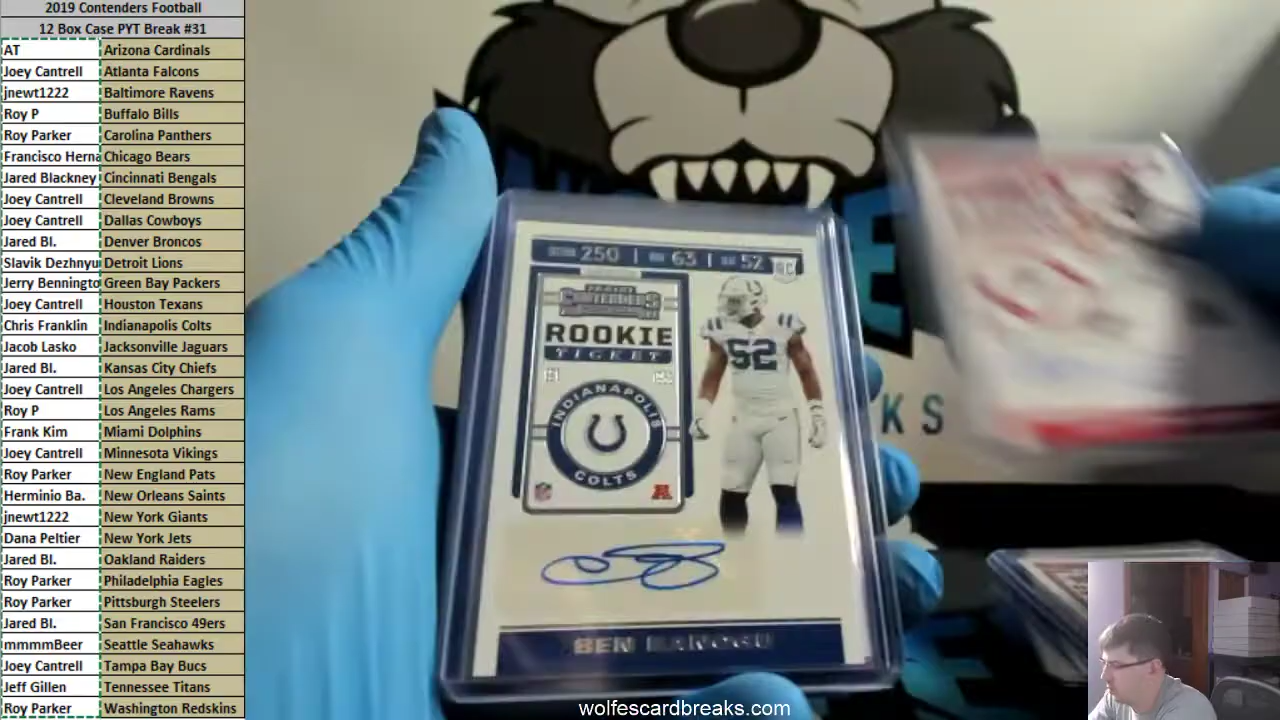 2019 Contenders Football
12 Box Case PYT Break #31
AT Arizona Cardinals
Joey Cantrell Atlanta Falcons
jnewt1222 Baltimore Ravens
Roy P Buffalo Bills
Roy Parker Carolina Panthers
Francisco Herna Chicago Bears
Jared Blackney Cincinnati Bengals
Joey Cantrell Cleveland Browns
Joey Cantrell Dallas Cowboys
Jared Bl. Denver Broncos
Slavik Dezhnyu Detroit Lions
Jerry Benningto Green Bay Packers
Joey Cantrell Houston Texans
Chris Franklin Indianapolis Colts
Jacob Lasko Jacksonville Jaguars
Jared Bl. Kansas City Chiefs
Joey Cantrell Los Angeles Chargers
Roy P Los Angeles Rams
Frank Kim Miami Dolphins
Joey Cantrell Minnesota Vikings
Roy Parker New England Pats
Herminio Ba. New Orleans Saints
jnewt1222 New York Giants
Dana Peltier New York Jets
Jared Bl. Oakland Raiders
Roy Parker Philadelphia Eagles
Roy Parker Pittsburgh Steelers
Jared Bl. San Francisco 49ers
mmmmBeer Seattle Seahawks
Joey Cantrell Tampa Bay Bucs
Jeff Gillen Tennessee Titans
Roy Parker Washington Redskins
250 | 63 | 52
RC
CONTENDERS
ROOKIE
TICKET
INDIANAPOLIS
COLTS
52
BEN BANOGU
KS
wolfescardbreaks.com